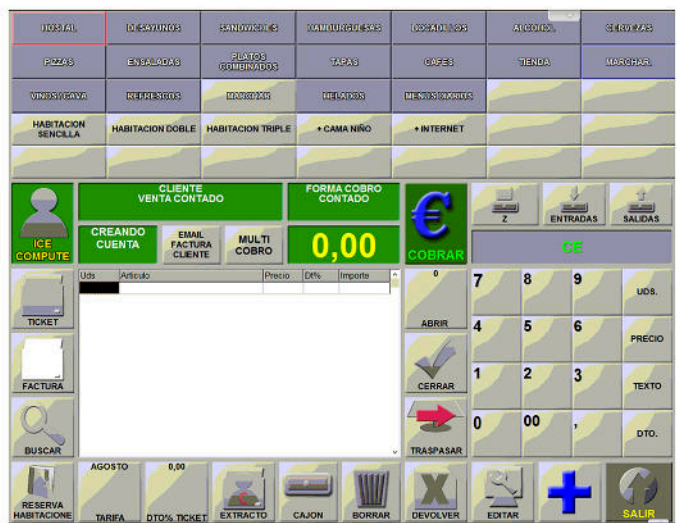 HOSTAL
DESAYUNOS
SANDWICHES
HAMBURGUESAS
BOCADILLOS
ALCOHOL
CERVEZAS
PIZZAS
ENSALADAS
PLATOS
COMBINADOS
TAPAS
CAFES
TIENDA
MARCHAR
VINOS/CAVA
REFRESCOS
HELADOS
MENUS DIARIOS
HABITACION
SENCILLA
HABITACION DOBLE
HABITACION TRIPLE
+ CAMA NIÑO
+ INTERNET
ICE
COMPUTE
CLIENTE
VENTA CONTADO
FORMA COBRO
CONTADO
CREANDO
CUENTA
EMAIL
FACTURA
CLIENTE
MULTI
COBRO
0,00
€
COBRAR
Z
ENTRADAS
SALIDAS
CE
TICKET
FACTURA
BUSCAR
Uds
Articulo
Precio
Dt%
Importe
0
ABRIR
CERRAR
TRASPASAR
7
8
9
UDS.
4
5
6
PRECIO
1
2
3
TEXTO
0
00
,
DTO.
RESERVA
HABITACIONE
AGOSTO
TARIFA
0,00
DTO% TICKET
EXTRACTO
CAJON
BORRAR
DEVOLVER
EDITAR
SALIR